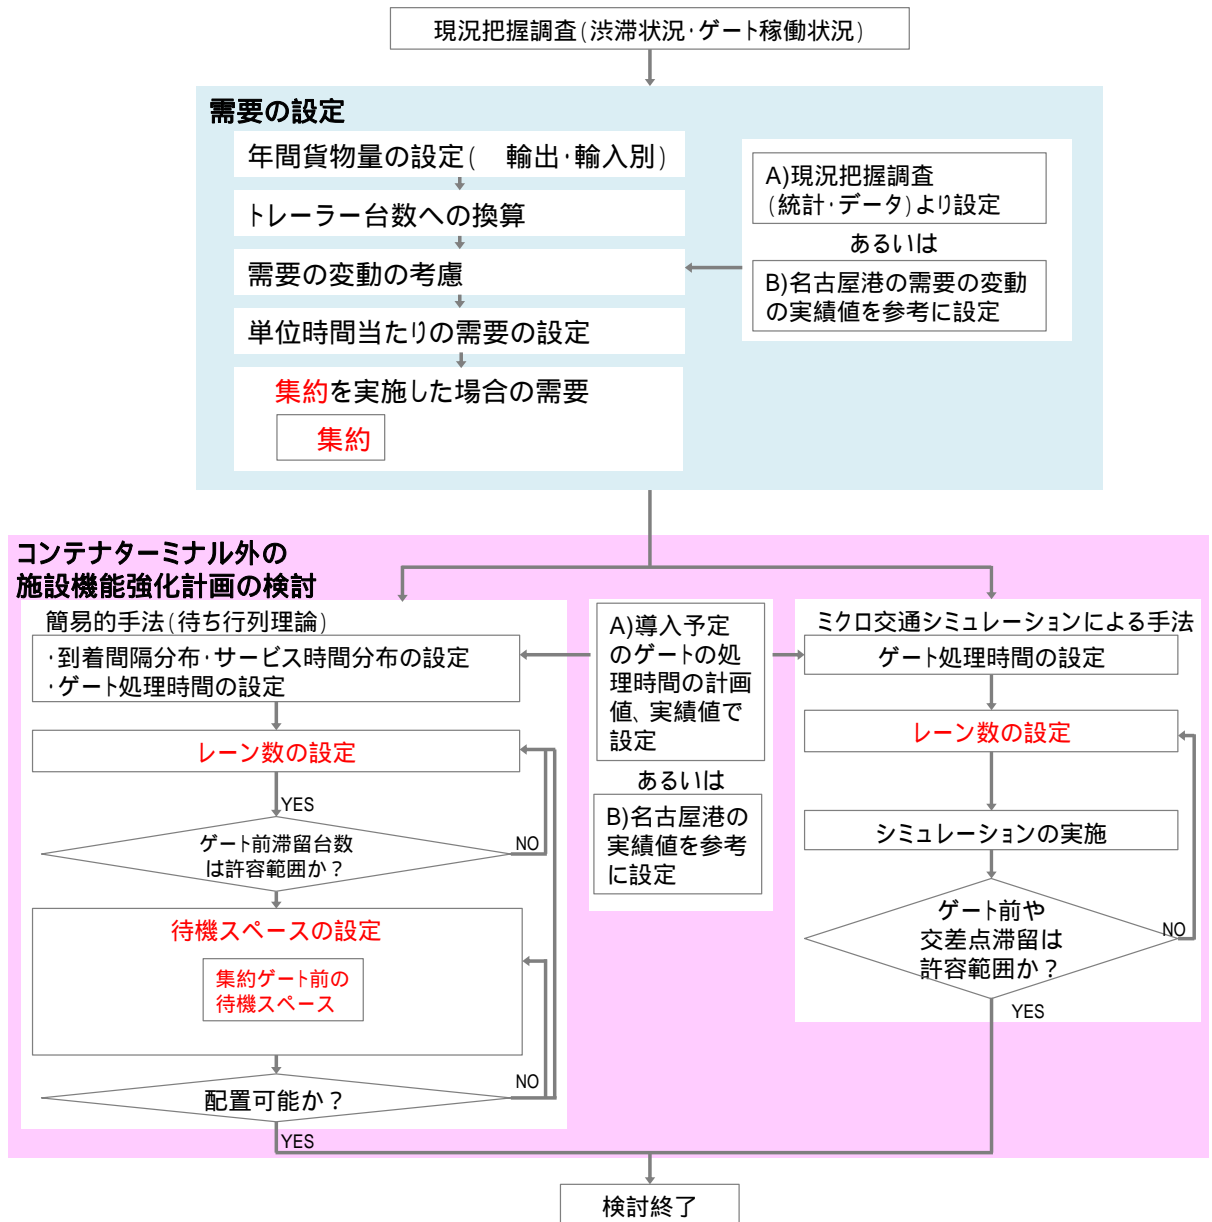 現況把握調査(渋滞状況・ゲート稼働状況)
需要の設定
年間貨物量の設定( 輸出・輸入別)
トレーラー台数への換算
需要の変動の考慮
単位時間当たりの需要の設定
集約を実施した場合の需要
集約
A)現況把握調査
(統計・データ)より設定
あるいは
B)名古屋港の需要の変動
の実績値を参考に設定
コンテナターミナル外の
施設機能強化計画の検討
簡易的手法(待ち行列理論)
・到着間隔分布・サービス時間分布の設定
・ゲート処理時間の設定
レーン数の設定
YES
ゲート前滞留台数
は許容範囲か？
NO
待機スペースの設定
集約ゲート前の
待機スペース
配置可能か？
NO
YES
A)導入予定
のゲートの処
理時間の計画
値、実績値で
設定
あるいは
B)名古屋港の
実績値を参考
に設定
ミクロ交通シミュレーションによる手法
ゲート処理時間の設定
レーン数の設定
シミュレーションの実施
ゲート前や
交差点滞留は
許容範囲か？
NO
YES
検討終了